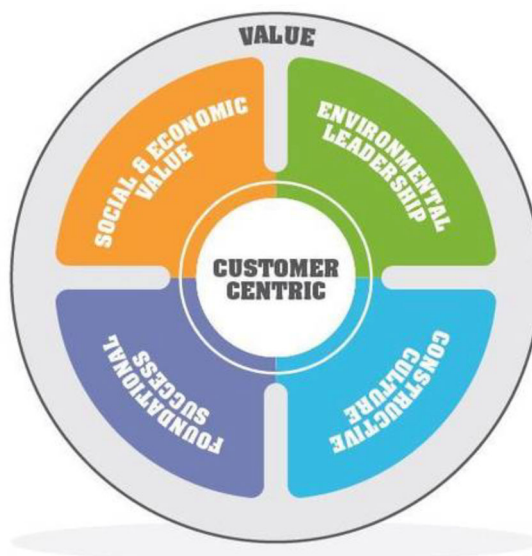 VALUE
SOCIAL & ECONOMIC
VALUE
ENVIRONMENTAL
LEADERSHIP
CUSTOMER
CENTRIC
FOUNDATIONAL
SUCCESS
CONSTRUCTIVE
CULTURE